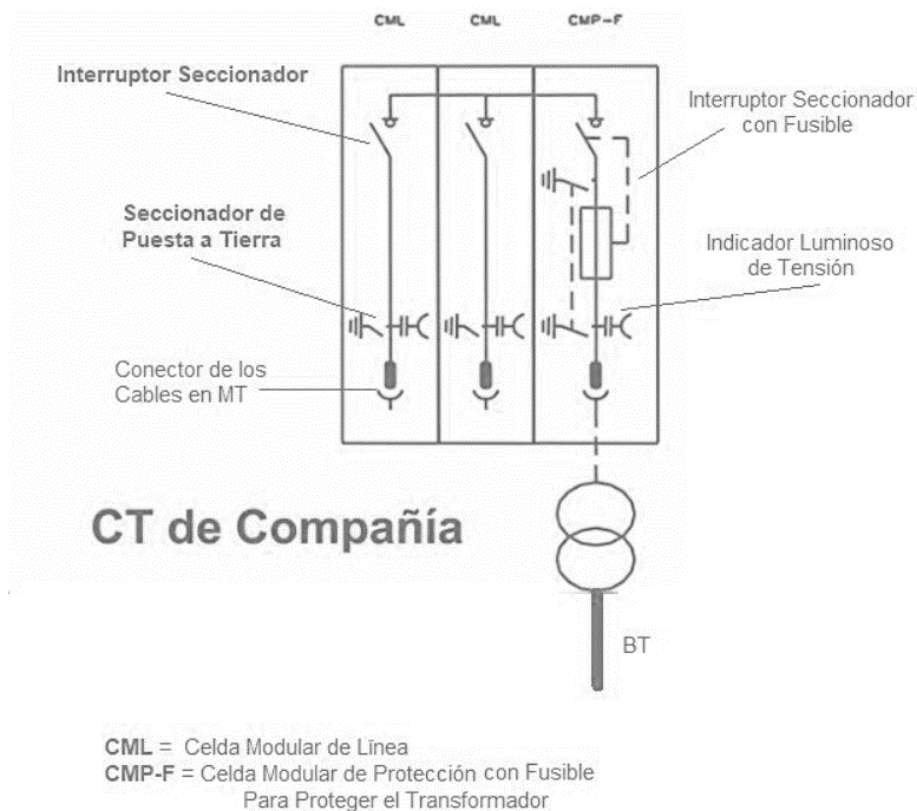 CML CML CMP-F
Interruptor Seccionador
Interruptor Seccionador
con Fusible
Seccionador de
Puesta a Tierra
Indicador Luminoso
de Tensión
Conector de los
Cables en MT
CT de Compañía
BT
CML = Celda Modular de Línea
CMP-F = Celda Modular de Protección con Fusible
Para Proteger el Transformador